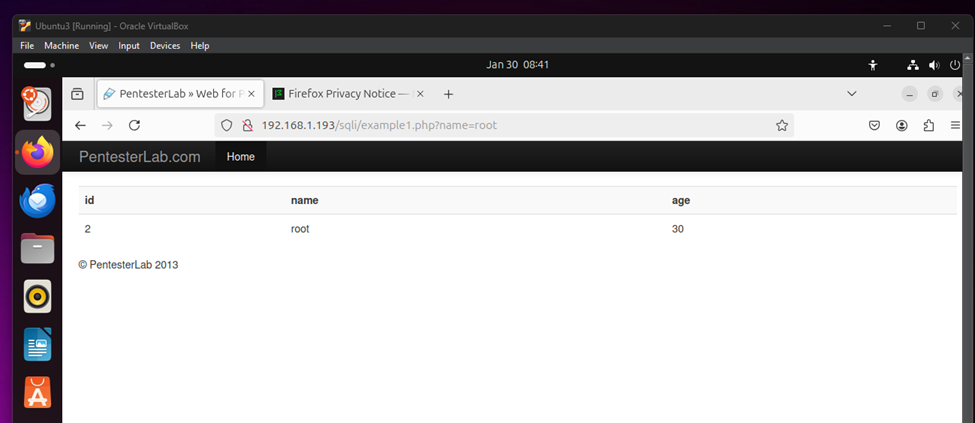 Ubuntu3 [Running] - Oracle VirtualBox
File Machine View Input Devices Help
Jan 30 08:41
PentesterLab » Web for P
Firefox Privacy Notice —
192.168.1.193/sqli/example1.php?name=root
PentesterLab.com Home
id name age
2 root 30
© PentesterLab 2013